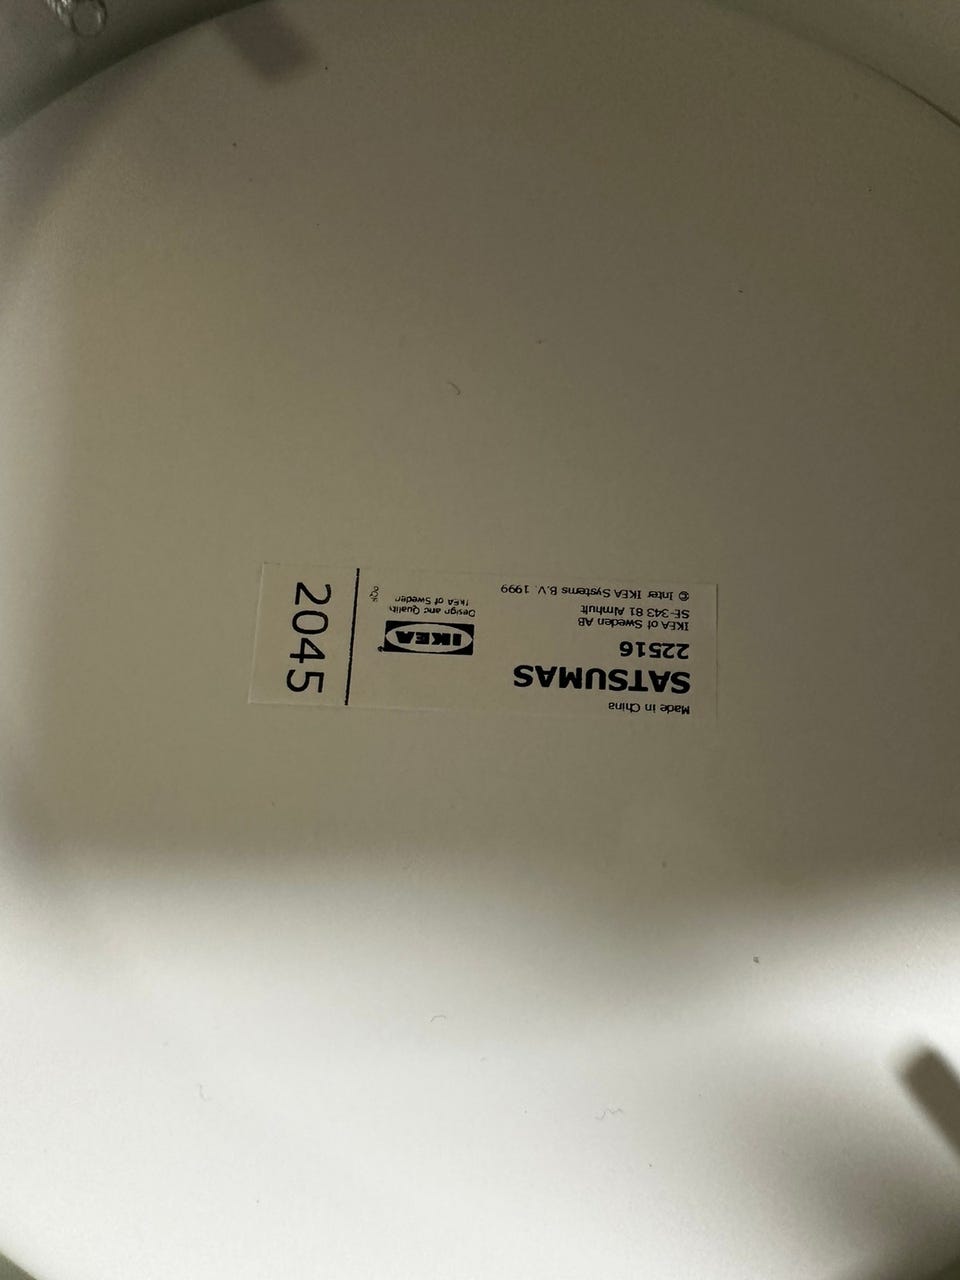 Made in China
SATSUMAS
22516
IKEA of Sweden AB
SE-343 81 Älmhult
© Inter IKEA Systems B.V. 1999
IKEA
Design and Quality
IKEA of Sweden
2045